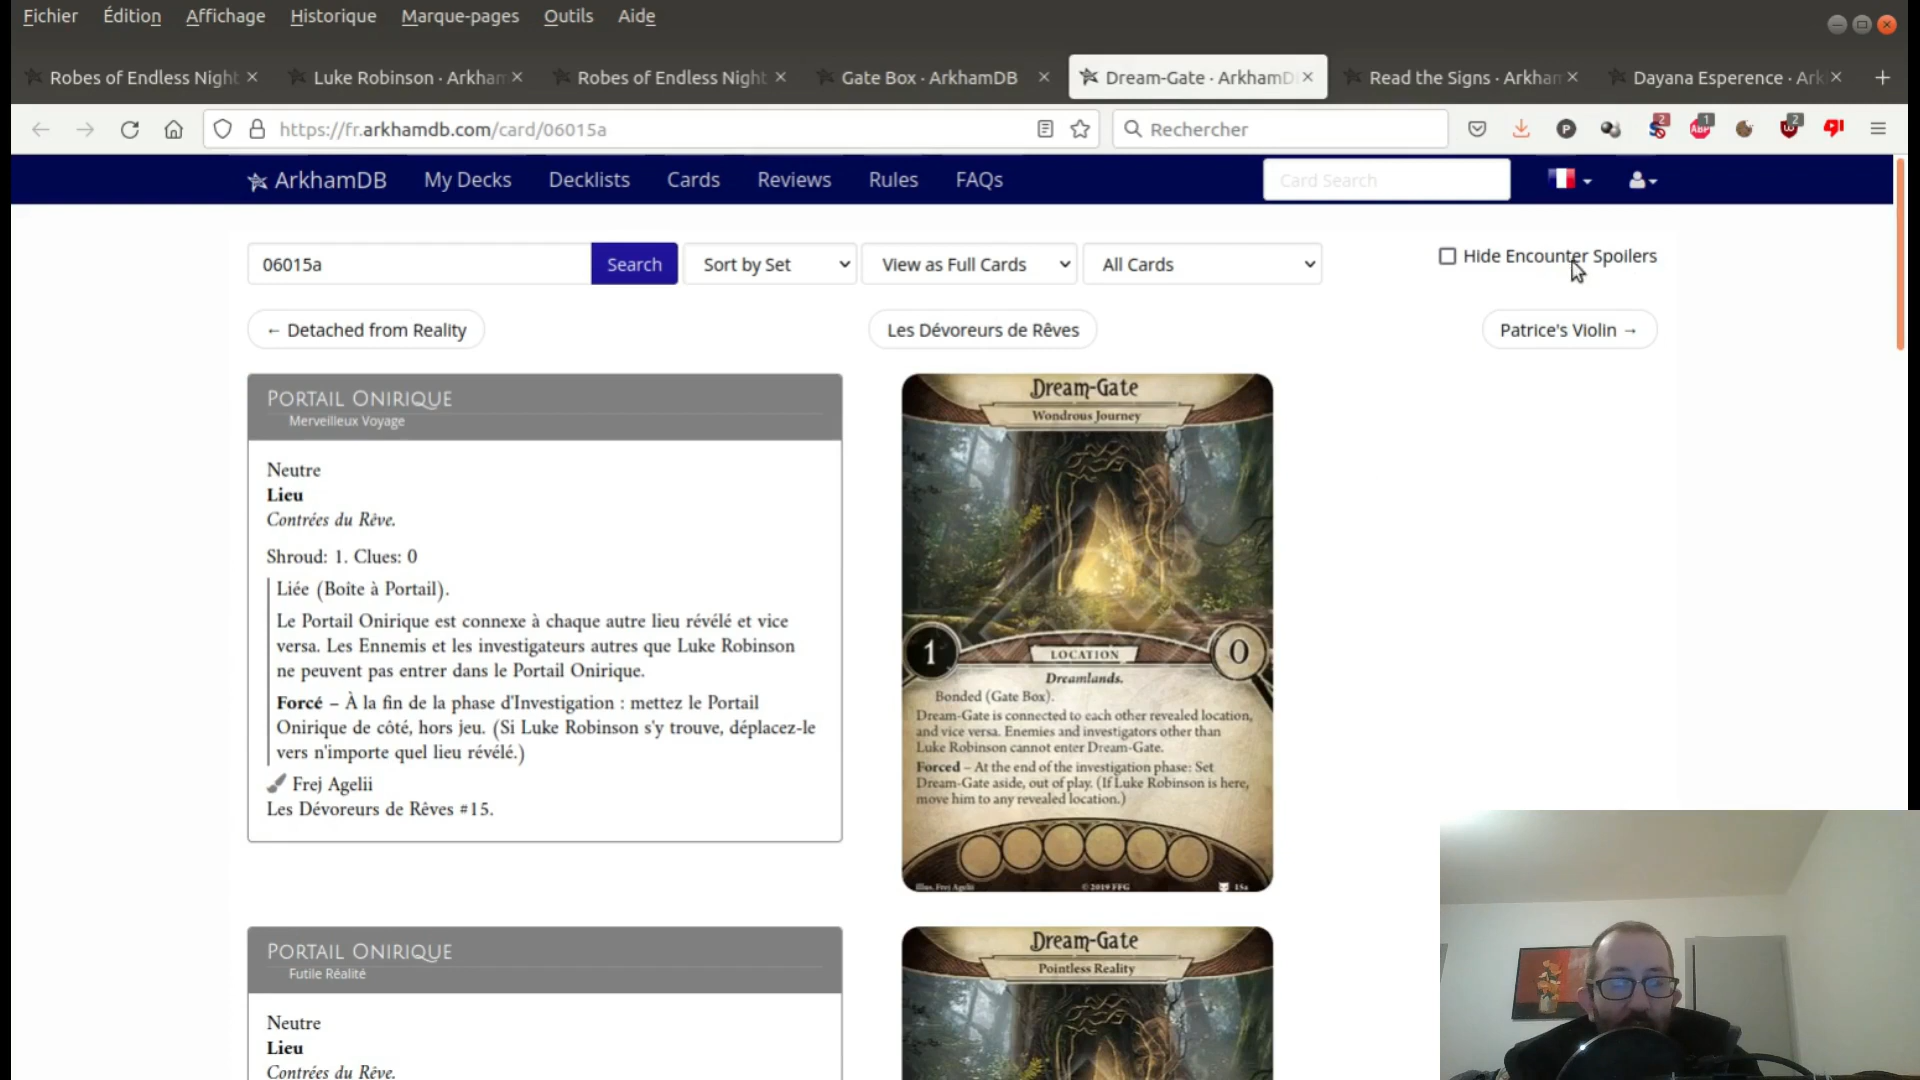 Fichier Édition Affichage Historique Marque-pages Outils Aide
Robes of Endless Night Luke Robinson · Arkham Robes of Endless Night Gate Box · ArkhamDB Dream-Gate · ArkhamD Read the Signs · Arkham Dayana Esperence · Ark
https://fr.arkhamdb.com/card/06015a Rechercher P 2 ABP 1 2
ArkhamDB My Decks Decklists Cards Reviews Rules FAQs Card Search
06015a Search Sort by Set View as Full Cards All Cards Hide Encounter Spoilers
← Detached from Reality Les Dévoreurs de Rêves Patrice's Violin →
Portail Onirique
Merveilleux Voyage
Neutre
Lieu
Contrées du Rêve.
Shroud: 1. Clues: 0
Liée (Boîte à Portail).
Le Portail Onirique est connexe à chaque autre lieu révélé et vice
versa. Les Ennemis et les investigateurs autres que Luke Robinson
ne peuvent pas entrer dans le Portail Onirique.
Forcé – À la fin de la phase d'Investigation : mettez le Portail
Onirique de côté, hors jeu. (Si Luke Robinson s'y trouve, déplacez-le
vers n'importe quel lieu révélé.)
Frej Agelii
Les Dévoreurs de Rêves #15.
Dream-Gate
Wondrous Journey
1 LOCATION 0
Dreamlands.
Bonded (Gate Box).
Dream-Gate is connected to each other revealed location,
and vice versa. Enemies and investigators other than
Luke Robinson cannot enter Dream-Gate.
Forced – At the end of the investigation phase: Set
Dream-Gate aside, out of play. (If Luke Robinson is here,
move him to any revealed location.)
Illus. Frej Agelii © 2019 FFG 15a
Portail Onirique
Futile Réalité
Neutre
Lieu
Contrées du Rêve.
Dream-Gate
Pointless Reality